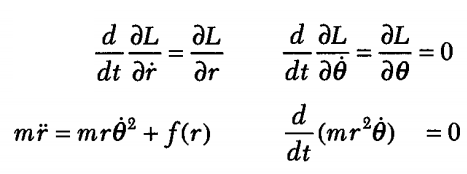 d/dt ∂L/∂ṙ = ∂L/∂r    d/dt ∂L/∂θ̇ = ∂L/∂θ = 0
mr̈ = mrθ̇² + f(r)    d/dt (mr²θ̇) = 0